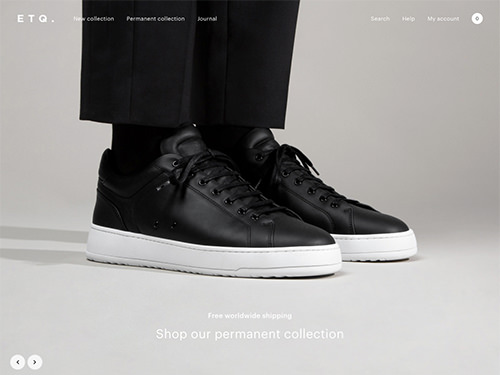 ETQ.
New collection
Permanent collection
Journal
Search
Help
My account
0
Free worldwide shipping
Shop our permanent collection